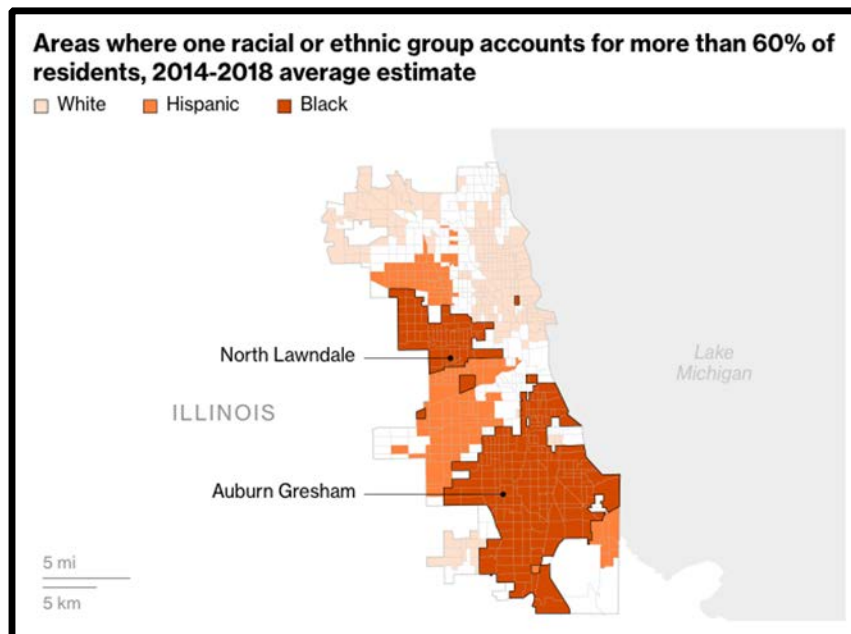 Areas where one racial or ethnic group accounts for more than 60% of
residents, 2014-2018 average estimate
White Hispanic Black
North Lawndale
Lake
Michigan
ILLINOIS
Auburn Gresham
5 mi
5 km